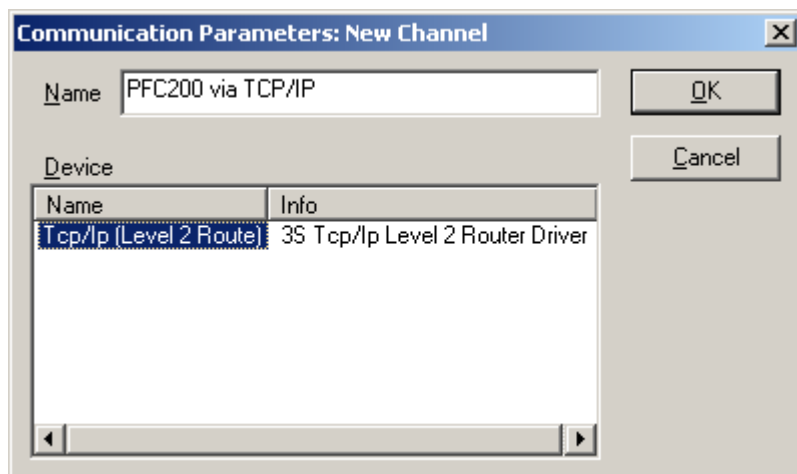 Communication Parameters: New Channel
Name PFC200 via TCP/IP OK
Cancel
Device
Name Info
Tcp/Ip (Level 2 Route) 3S Tcp/Ip Level 2 Router Driver